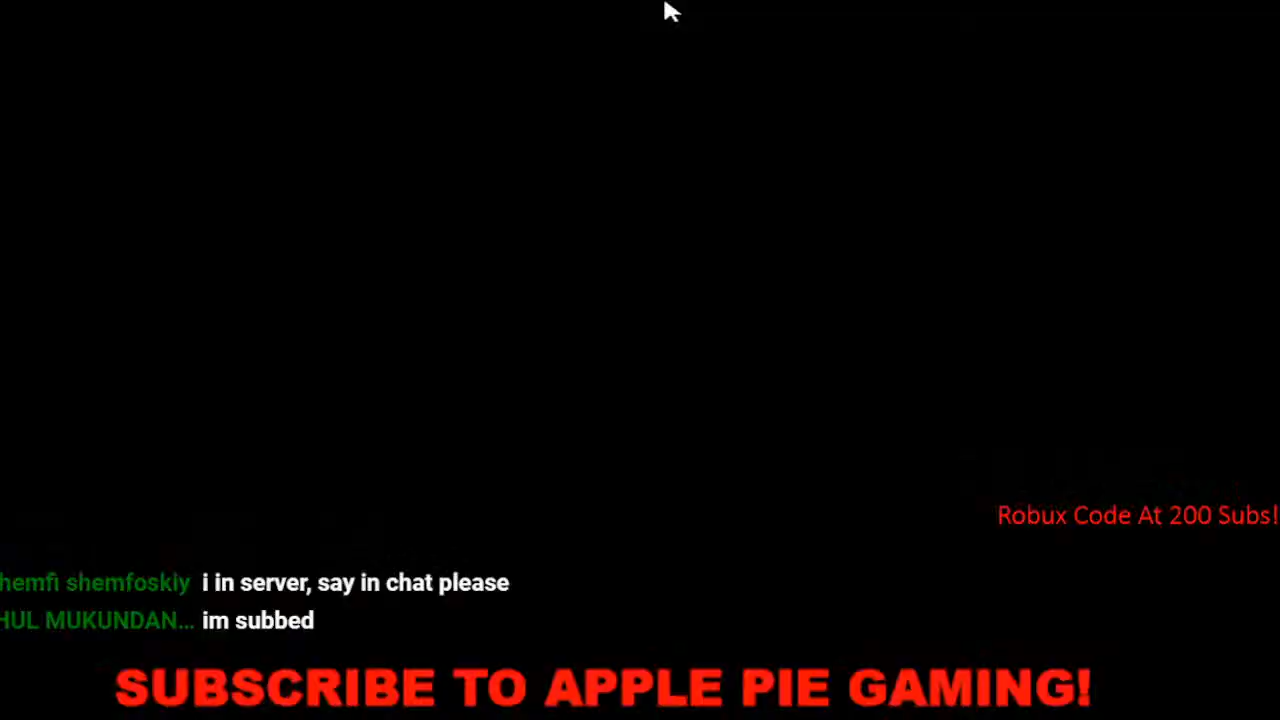 Robux Code At 200 Subs!
hemfi shemfoskly i in server, say in chat please
HUL MUKUNDAN... im subbed
SUBSCRIBE TO APPLE PIE GAMING!